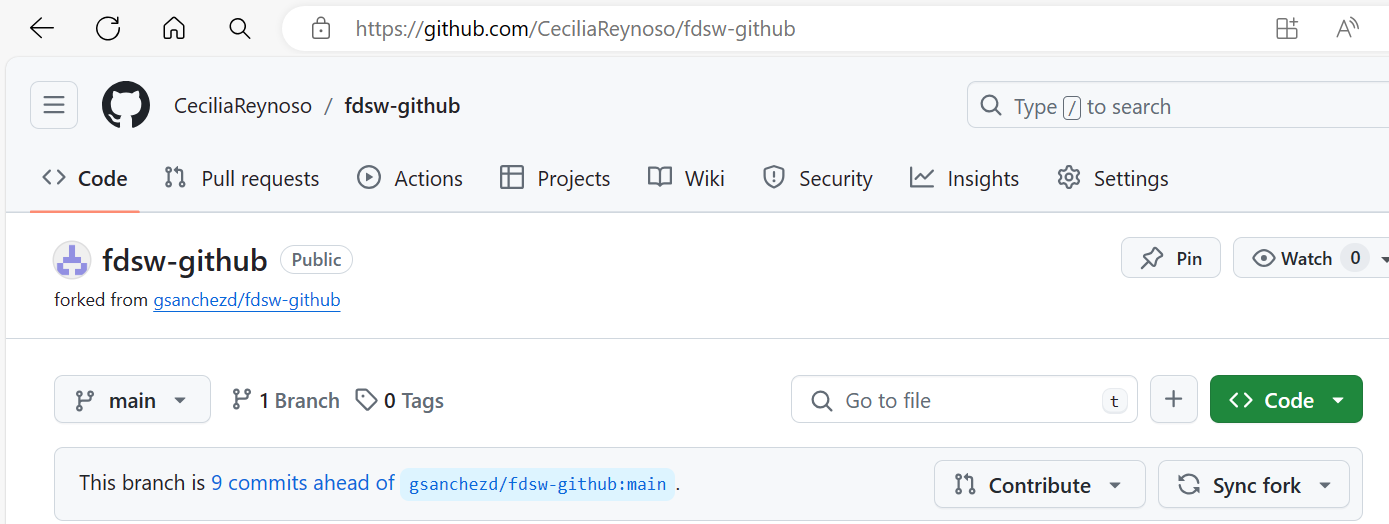 https://github.com/CeciliaReynoso/fdsw-github
CeciliaReynoso / fdsw-github
Type / to search
Code Pull requests Actions Projects Wiki Security Insights Settings
fdsw-github Public
Pin Watch 0
forked from gsanchezd/fdsw-github
main 1 Branch 0 Tags Go to file t + Code
This branch is 9 commits ahead of gsanchezd/fdsw-github:main . Contribute Sync fork